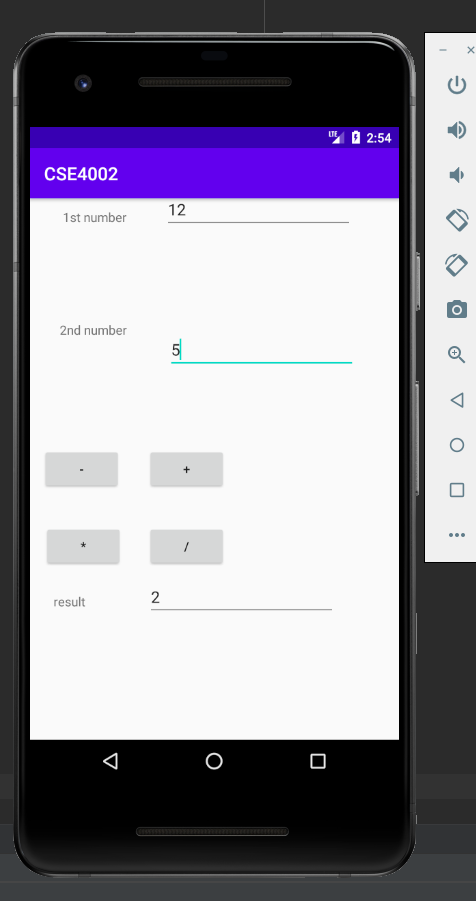 LTE 2:54
CSE4002
1st number 12
2nd number
5
- +
* /
result 2